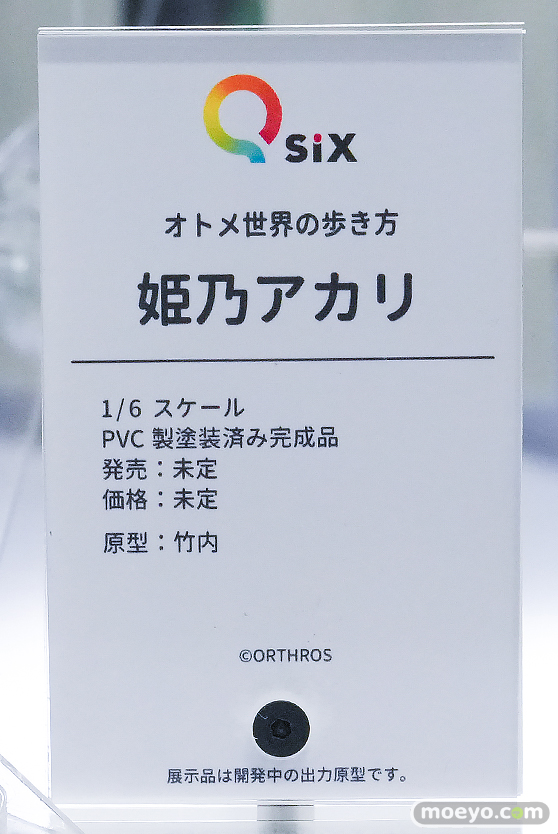 Q siX
オトメ世界の歩き方
姫乃アカリ
1/6 スケール
PVC 製塗装済み完成品
発売：未定
価格：未定
原型：竹内
©ORTHROS
展示品は開発中の出力原型です。
moeyo.com